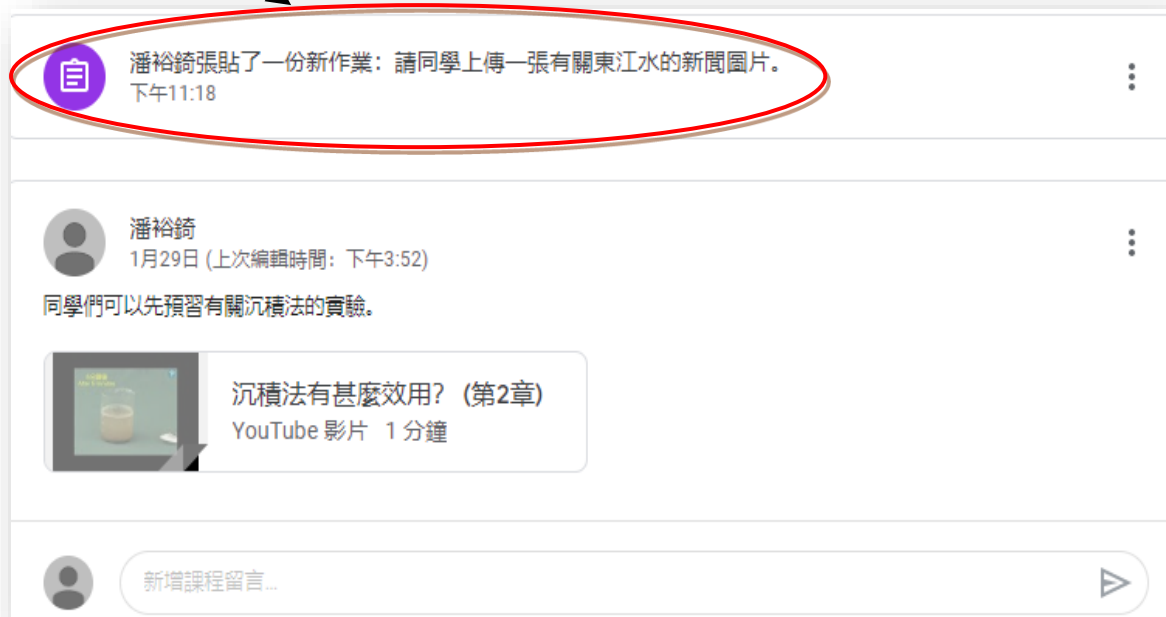 潘裕錡張貼了一份新作業：請同學上傳一張有關東江水的新聞圖片。
下午11:18
潘裕錡
1月29日 (上次編輯時間：下午3:52)
同學們可以先預習有關沉積法的實驗。
沉積法有甚麼效用？ (第2章)
YouTube 影片 1 分鐘
新增課程留言...